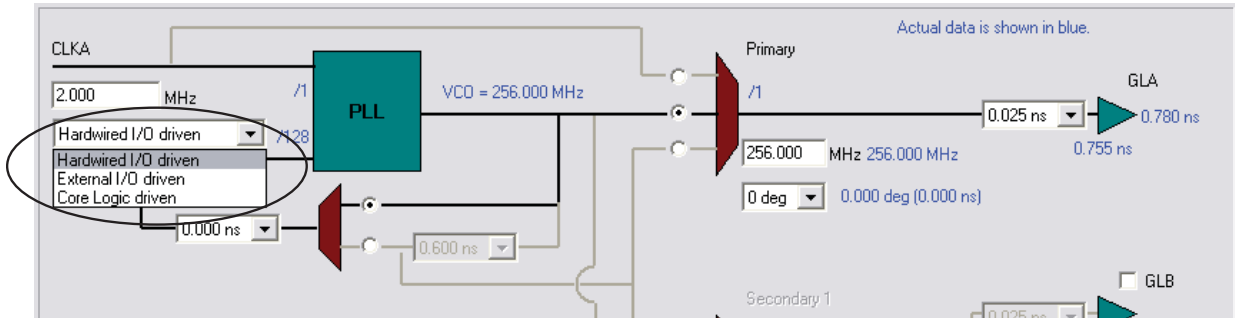 Actual data is shown in blue.
CLKA
Primary
2.000 MHz
/1
PLL
VCO = 256.000 MHz
/1
GLA
Hardwired I/O driven
/128
0.025 ns
0.780 ns
0.755 ns
Hardwired I/O driven
External I/O driven
Core Logic driven
256.000 MHz 256.000 MHz
0 deg
0.000 deg (0.000 ns)
0.000 ns
0.600 ns
GLB
Secondary 1
0.025 ns